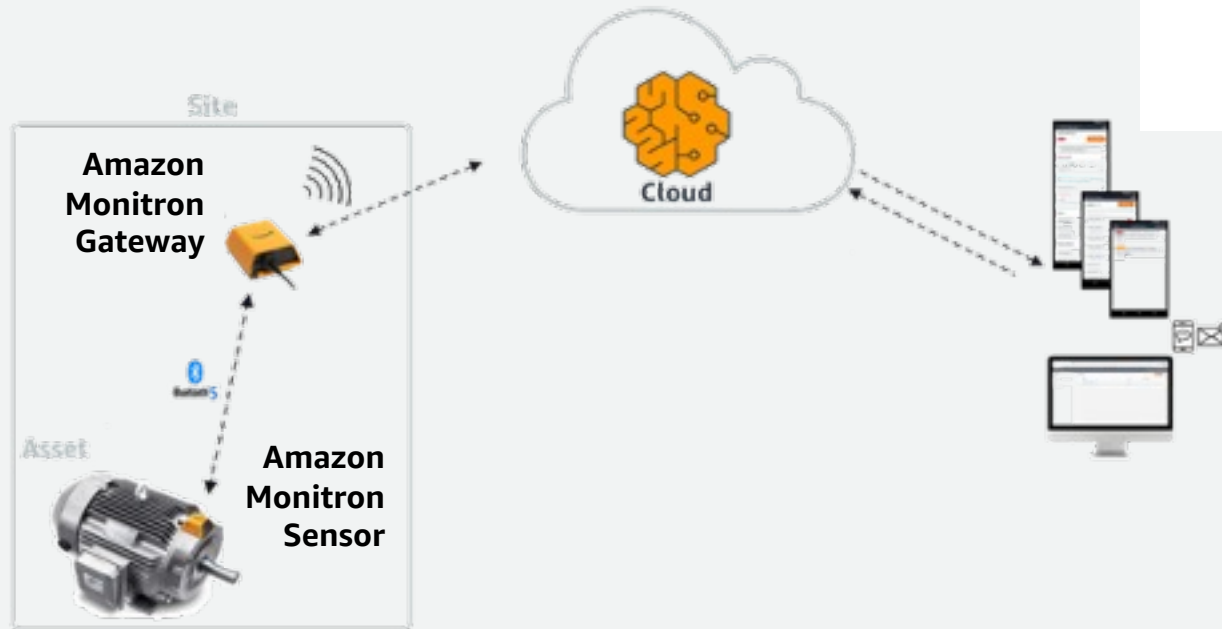 Site
Amazon
Monitron
Gateway
Cloud
Asset
Amazon
Monitron
Sensor